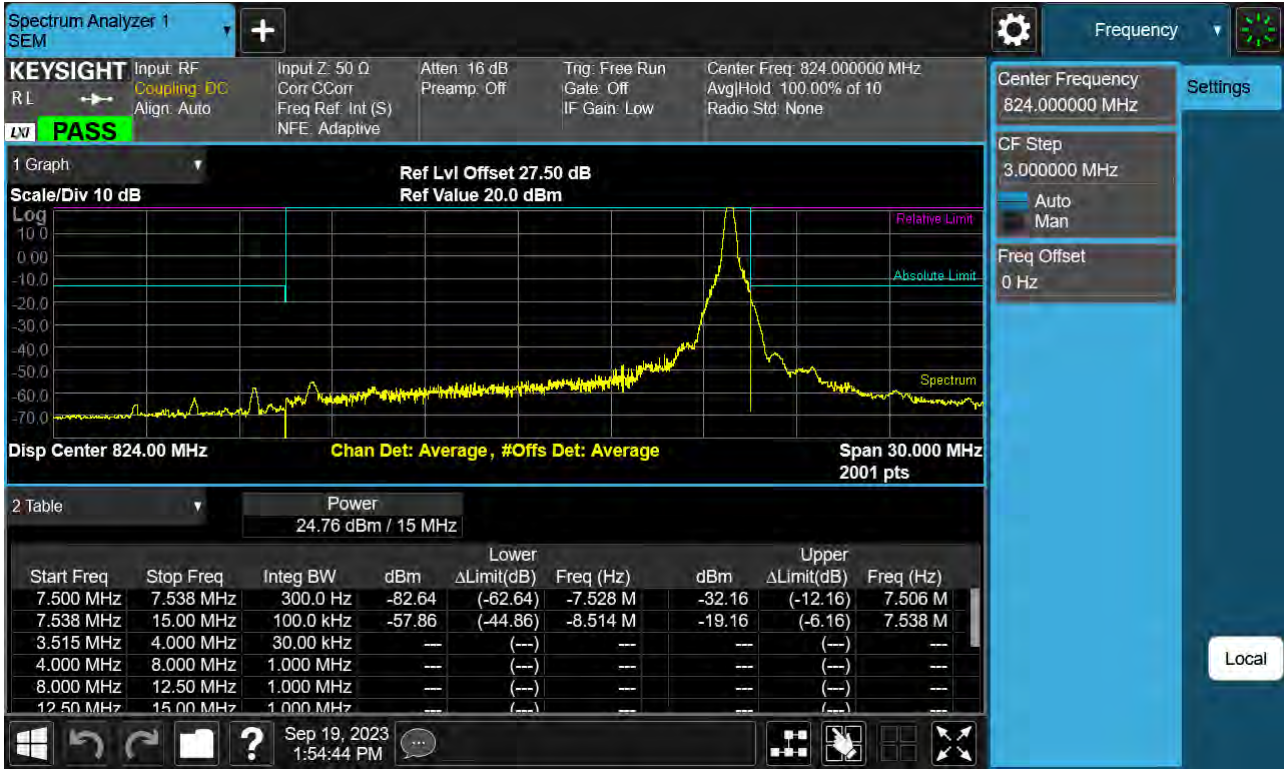 Spectrum Analyzer 1
SEM
+
Frequency
KEYSIGHT
RL
LXI
PASS
Input: RF
Coupling: DC
Align: Auto
Input Z: 50 Ω
Corr CCorr
Freq Ref: Int (S)
NFE: Adaptive
Atten: 16 dB
Preamp: Off
Trig: Free Run
Gate: Off
IF Gain: Low
Center Freq: 824.000000 MHz
Avg|Hold: 100.00% of 10
Radio Std: None
Center Frequency
824.000000 MHz
Settings
CF Step
3.000000 MHz
Auto
Man
Freq Offset
0 Hz
Local
1 Graph
Scale/Div 10 dB
Ref Lvl Offset 27.50 dB
Ref Value 20.0 dBm
Log
10.0
0.00
-10.0
-20.0
-30.0
-40.0
-50.0
-60.0
-70.0
Relative Limit
Absolute Limit
Spectrum
Disp Center 824.00 MHz
Chan Det: Average, #Offs Det: Average
Span 30.000 MHz
2001 pts
2 Table
Power
24.76 dBm / 15 MHz
Lower Upper
Start Freq Stop Freq Integ BW dBm ΔLimit(dB) Freq (Hz) dBm ΔLimit(dB) Freq (Hz)
7.500 MHz 7.538 MHz 300.0 Hz -82.64 (-62.64) -7.528 M -32.16 (-12.16) 7.506 M
7.538 MHz 15.00 MHz 100.0 kHz -57.86 (-44.86) -8.514 M -19.16 (-6.16) 7.538 M
3.515 MHz 4.000 MHz 30.00 kHz --- (---) --- --- (---) ---
4.000 MHz 8.000 MHz 1.000 MHz --- (---) --- --- (---) ---
8.000 MHz 12.50 MHz 1.000 MHz --- (---) --- --- (---) ---
12.50 MHz 15.00 MHz 1.000 MHz --- (---) --- --- (---) ---
?
Sep 19, 2023
1:54:44 PM